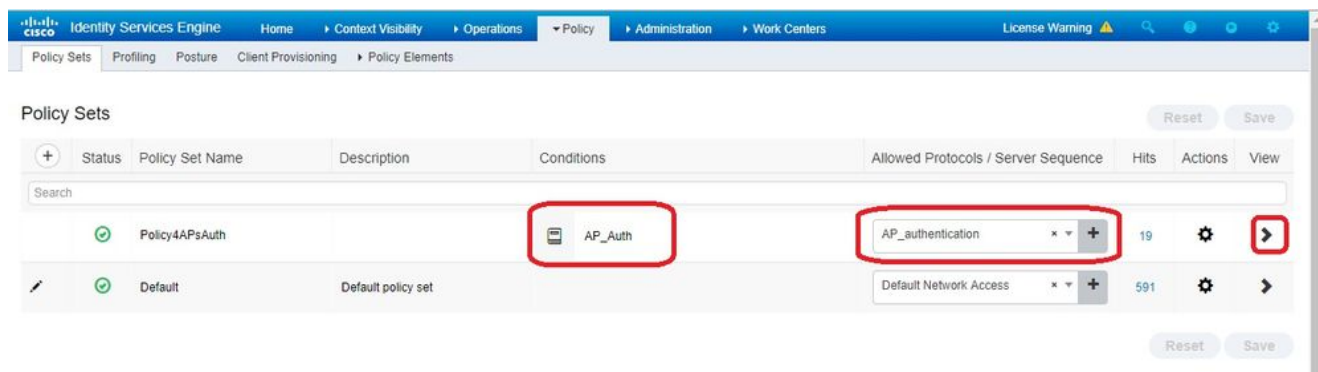 cisco Identity Services Engine Home Context Visibility Operations Policy Administration Work Centers License Warning
Policy Sets Profiling Posture Client Provisioning Policy Elements
Policy Sets
Reset Save
+ Status Policy Set Name Description Conditions Allowed Protocols / Server Sequence Hits Actions View
Search
Policy4APsAuth AP_Auth AP_authentication × + 19
Default Default policy set Default Network Access × + 591
Reset Save